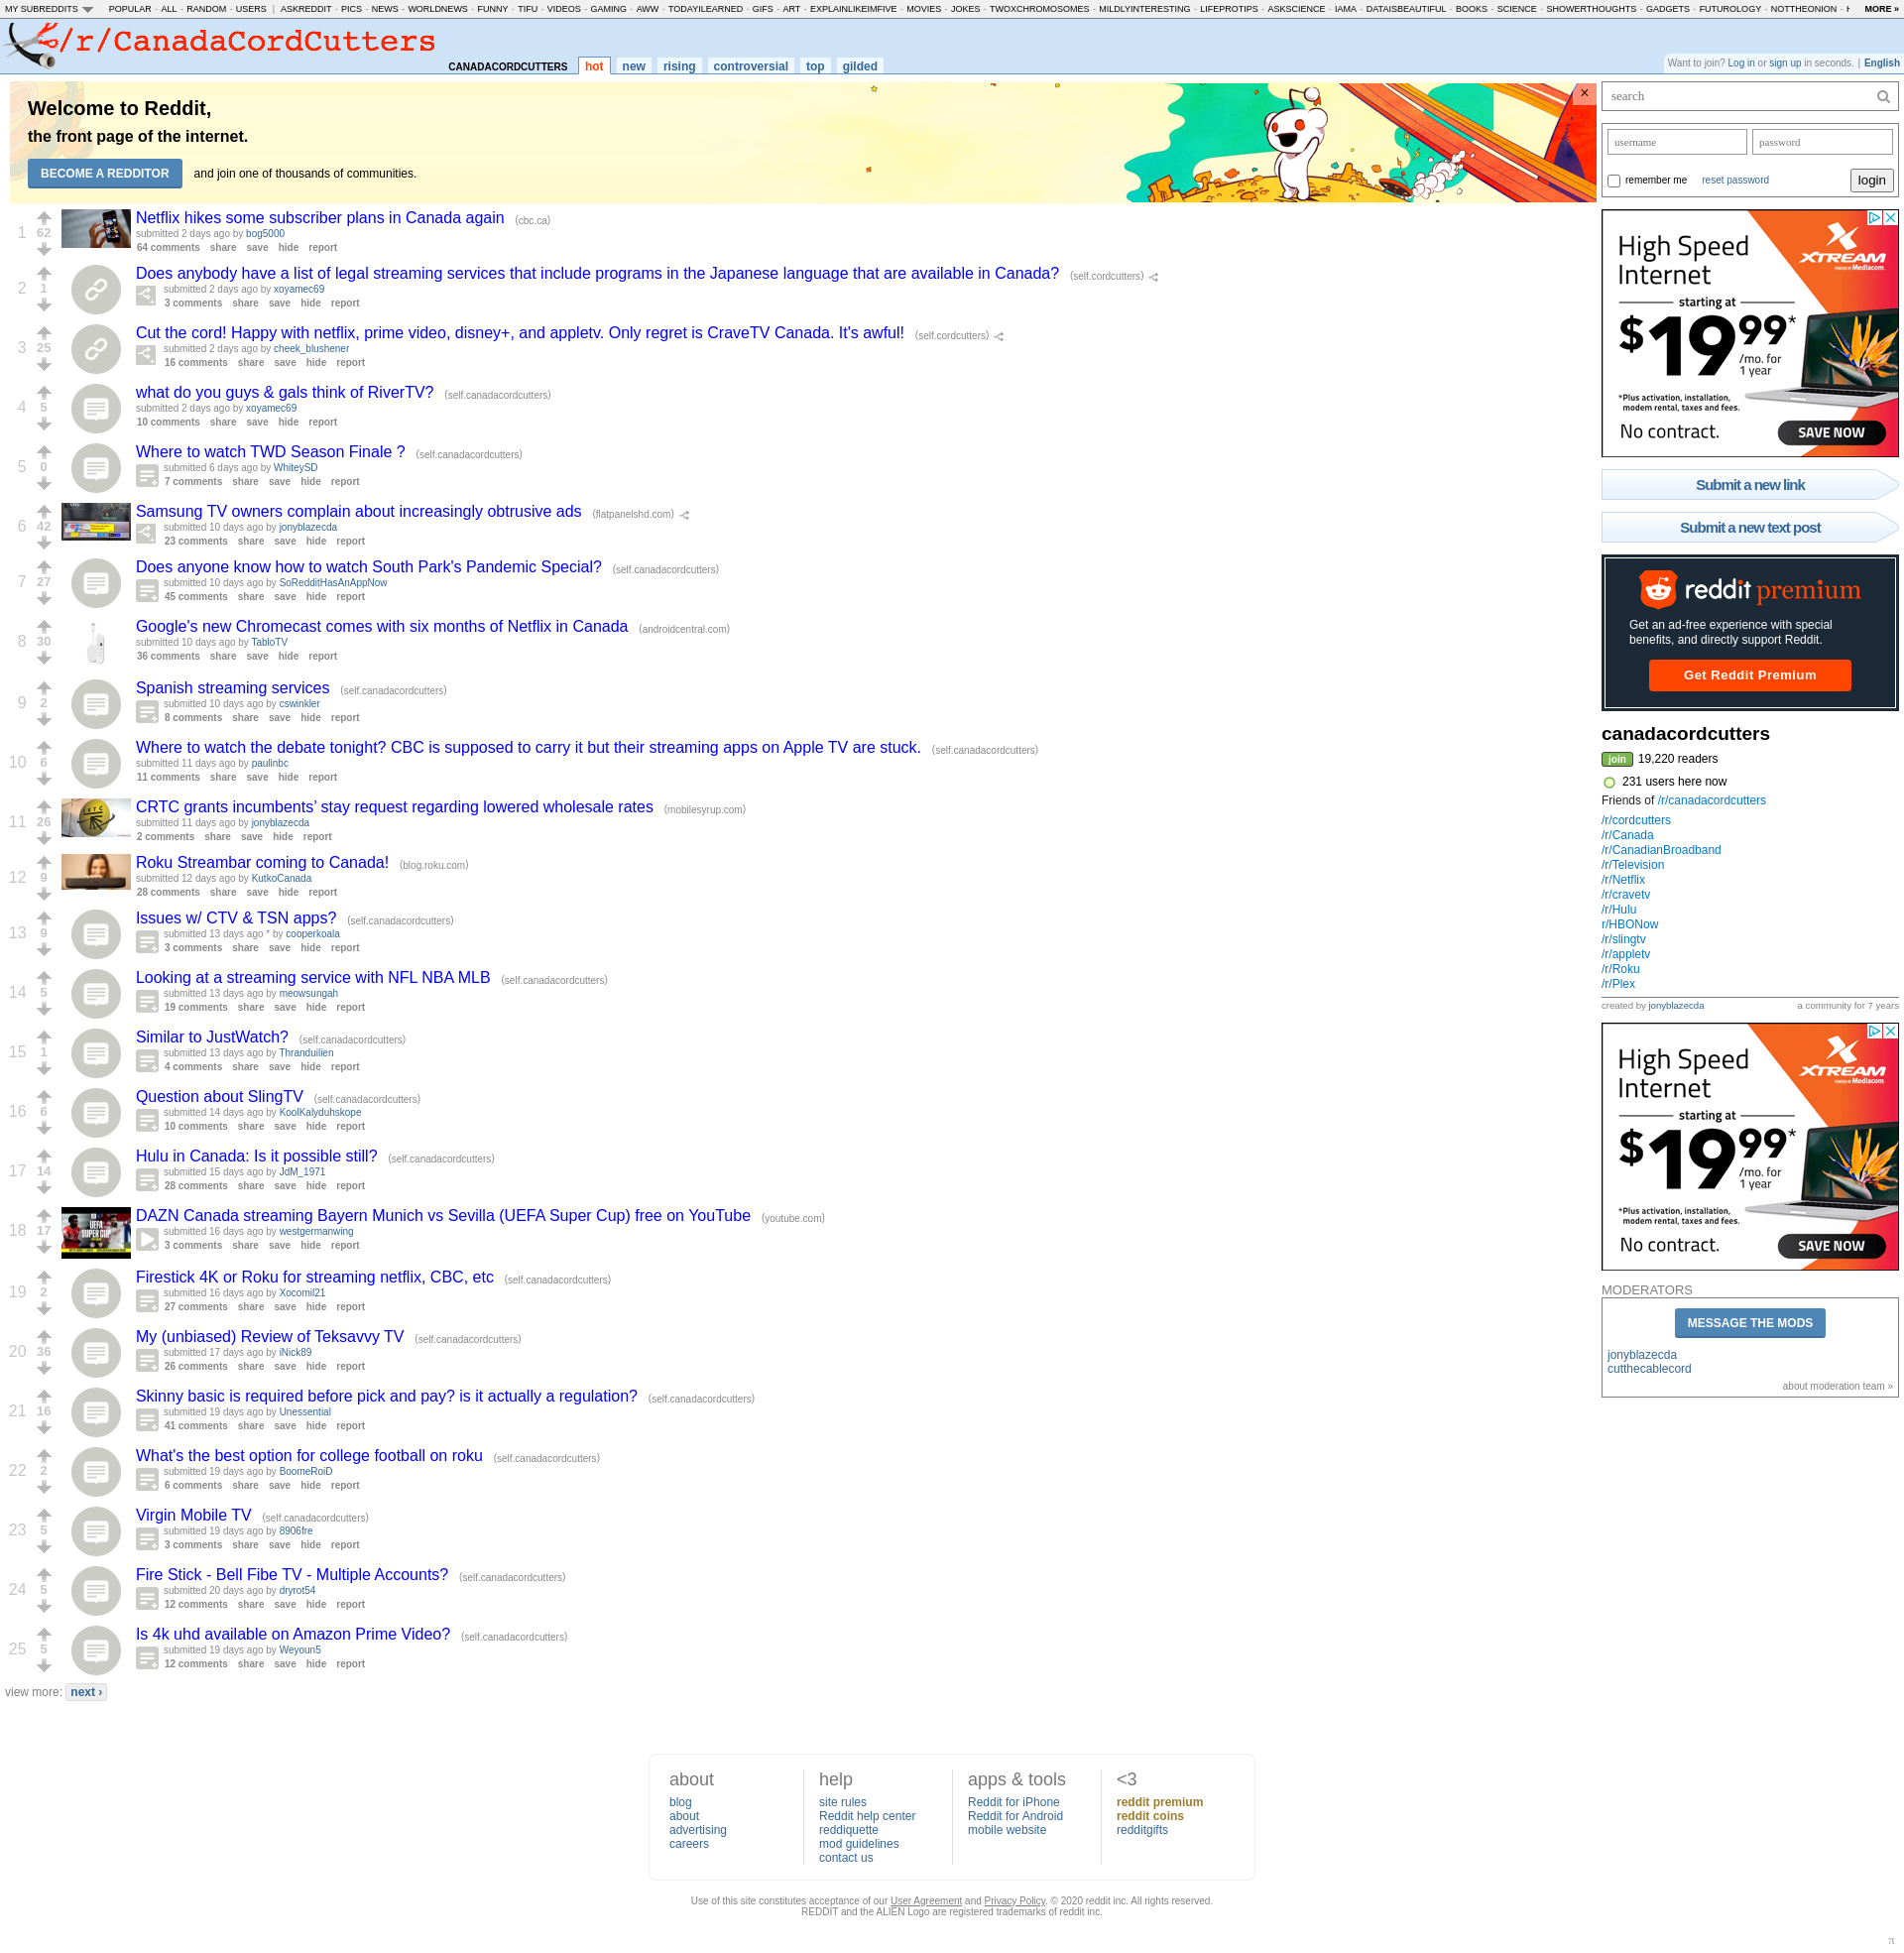 MY SUBREDDITS POPULAR - ALL - RANDOM - USERS | ASKREDDIT - PICS - NEWS - WORLDNEWS - FUNNY - TIFU - VIDEOS - GAMING - AWW - TODAYILEARNED - GIFS - ART - EXPLAINLIKEIMFIVE - MOVIES - JOKES - TWOXCHROMOSOMES - MILDLYINTERESTING - LIFEPROTIPS - ASKSCIENCE - IAMA - DATAISBEAUTIFUL - BOOKS - SCIENCE - SHOWERTHOUGHTS - GADGETS - FUTUROLOGY - NOTTHEONION - MORE »
/r/CanadaCordCutters
CANADACORDCUTTERS hot new rising controversial top gilded
Want to join? Log in or sign up in seconds. | English
Welcome to Reddit,
the front page of the internet.
BECOME A REDDITOR and join one of thousands of communities.
×
1 62 Netflix hikes some subscriber plans in Canada again (cbc.ca)
submitted 2 days ago by bog5000
64 comments share save hide report
2 1 Does anybody have a list of legal streaming services that include programs in the Japanese language that are available in Canada? (self.cordcutters)
submitted 2 days ago by xoyamec69
3 comments share save hide report
3 25 Cut the cord! Happy with netflix, prime video, disney+, and appletv. Only regret is CraveTV Canada. It's awful! (self.cordcutters)
submitted 2 days ago by cheek_blushener
16 comments share save hide report
4 5 what do you guys & gals think of RiverTV? (self.canadacordcutters)
submitted 2 days ago by xoyamec69
10 comments share save hide report
5 0 Where to watch TWD Season Finale ? (self.canadacordcutters)
submitted 6 days ago by WhiteySD
7 comments share save hide report
6 42 Samsung TV owners complain about increasingly obtrusive ads (flatpanelshd.com)
submitted 10 days ago by jonyblazecda
23 comments share save hide report
7 27 Does anyone know how to watch South Park's Pandemic Special? (self.canadacordcutters)
submitted 10 days ago by SoRedditHasAnAppNow
45 comments share save hide report
8 30 Google's new Chromecast comes with six months of Netflix in Canada (androidcentral.com)
submitted 10 days ago by TabloTV
36 comments share save hide report
9 2 Spanish streaming services (self.canadacordcutters)
submitted 10 days ago by cswinkler
8 comments share save hide report
10 6 Where to watch the debate tonight? CBC is supposed to carry it but their streaming apps on Apple TV are stuck. (self.canadacordcutters)
submitted 11 days ago by paulinbc
11 comments share save hide report
11 26 CRTC grants incumbents’ stay request regarding lowered wholesale rates (mobilesyrup.com)
submitted 11 days ago by jonyblazecda
2 comments share save hide report
12 9 Roku Streambar coming to Canada! (blog.roku.com)
submitted 12 days ago by KutkoCanada
28 comments share save hide report
13 9 Issues w/ CTV & TSN apps? (self.canadacordcutters)
submitted 13 days ago * by cooperkoala
3 comments share save hide report
14 5 Looking at a streaming service with NFL NBA MLB (self.canadacordcutters)
submitted 13 days ago by meowsungah
19 comments share save hide report
15 1 Similar to JustWatch? (self.canadacordcutters)
submitted 13 days ago by Thranduilien
4 comments share save hide report
16 6 Question about SlingTV (self.canadacordcutters)
submitted 14 days ago by KoolKalyduhskope
10 comments share save hide report
17 14 Hulu in Canada: Is it possible still? (self.canadacordcutters)
submitted 15 days ago by JdM_1971
28 comments share save hide report
18 17 DAZN Canada streaming Bayern Munich vs Sevilla (UEFA Super Cup) free on YouTube (youtube.com)
submitted 16 days ago by westgermanwing
3 comments share save hide report
19 2 Firestick 4K or Roku for streaming netflix, CBC, etc (self.canadacordcutters)
submitted 16 days ago by Xocomil21
27 comments share save hide report
20 36 My (unbiased) Review of Teksavvy TV (self.canadacordcutters)
submitted 17 days ago by iNick89
26 comments share save hide report
21 16 Skinny basic is required before pick and pay? is it actually a regulation? (self.canadacordcutters)
submitted 19 days ago by Unessential
41 comments share save hide report
22 2 What's the best option for college football on roku (self.canadacordcutters)
submitted 19 days ago by BoomeRoiD
6 comments share save hide report
23 5 Virgin Mobile TV (self.canadacordcutters)
submitted 19 days ago by 8906fre
3 comments share save hide report
24 5 Fire Stick - Bell Fibe TV - Multiple Accounts? (self.canadacordcutters)
submitted 20 days ago by dryrot54
12 comments share save hide report
25 5 Is 4k uhd available on Amazon Prime Video? (self.canadacordcutters)
submitted 19 days ago by Weyoun5
12 comments share save hide report
view more: next ›
search
username password
remember me reset password login
High Speed
Internet
XTREAM
POWERED BY Mediacom
starting at
$19 99*
/mo. for
1 year
*Plus activation, installation,
modem rental, taxes and fees.
No contract. SAVE NOW
Submit a new link
Submit a new text post
reddit premium
Get an ad-free experience with special
benefits, and directly support Reddit.
Get Reddit Premium
canadacordcutters
join 19,220 readers
231 users here now
Friends of /r/canadacordcutters
/r/cordcutters
/r/Canada
/r/CanadianBroadband
/r/Television
/r/Netflix
/r/cravetv
/r/Hulu
r/HBONow
/r/slingtv
/r/appletv
/r/Roku
/r/Plex
created by jonyblazecda a community for 7 years
High Speed
Internet
XTREAM
POWERED BY Mediacom
starting at
$19 99*
/mo. for
1 year
*Plus activation, installation,
modem rental, taxes and fees.
No contract. SAVE NOW
MODERATORS
MESSAGE THE MODS
jonyblazecda
cutthecablecord
about moderation team »
about
blog
about
advertising
careers
help
site rules
Reddit help center
reddiquette
mod guidelines
contact us
apps & tools
Reddit for iPhone
Reddit for Android
mobile website
<3
reddit premium
reddit coins
redditgifts
Use of this site constitutes acceptance of our User Agreement and Privacy Policy. © 2020 reddit inc. All rights reserved.
REDDIT and the ALIEN Logo are registered trademarks of reddit inc.
π